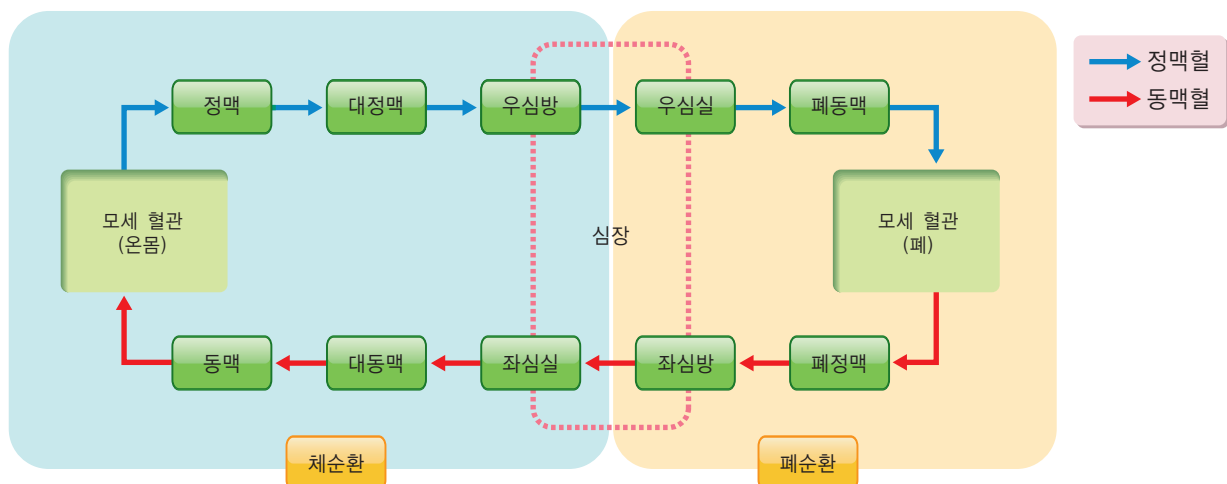 정맥
대정맥
우심방
우심실
폐동맥
정맥혈
동맥혈
모세 혈관
(온몸)
심장
모세 혈관
(폐)
동맥
대동맥
좌심실
좌심방
폐정맥
체순환
폐순환